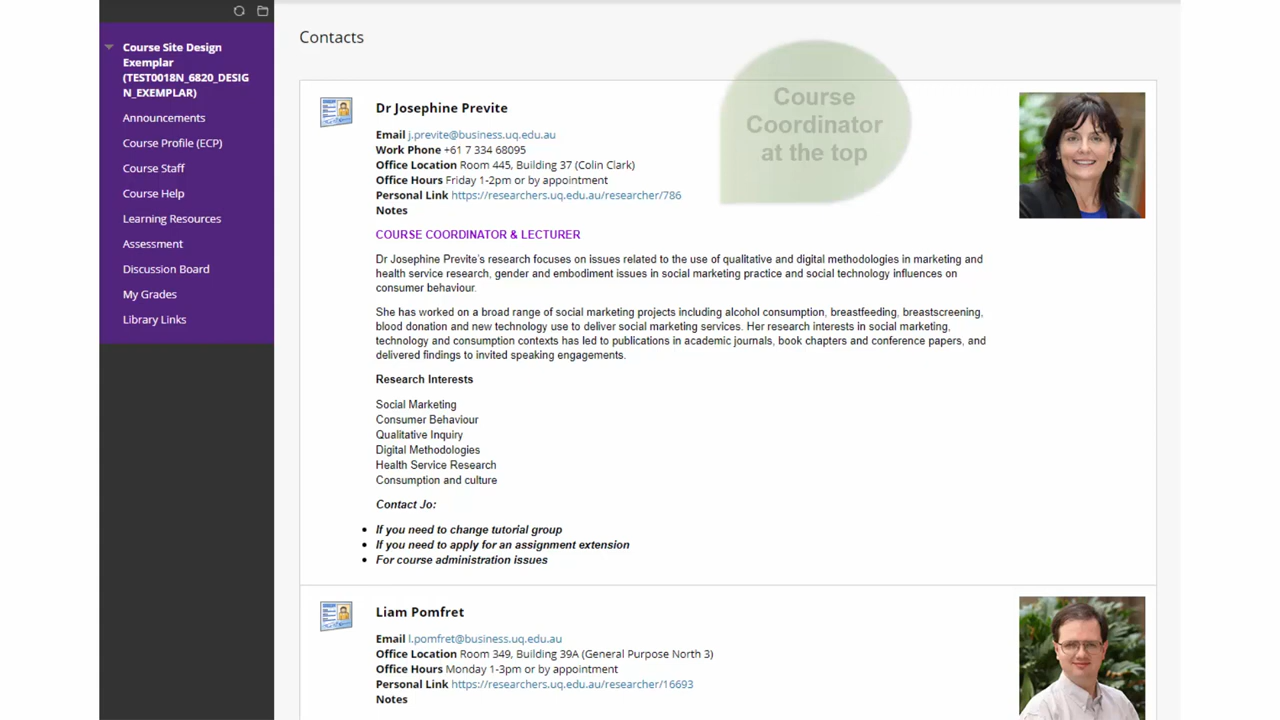 Course Site Design
Exemplar
(TEST0018N_6820_DESIG
N_EXEMPLAR)
Announcements
Course Profile (ECP)
Course Staff
Course Help
Learning Resources
Assessment
Discussion Board
My Grades
Library Links
Contacts
Course
Coordinator
at the top
Dr Josephine Previte
Email j.previte@business.uq.edu.au
Work Phone +61 7 334 68095
Office Location Room 445, Building 37 (Colin Clark)
Office Hours Friday 1-2pm or by appointment
Personal Link https://researchers.uq.edu.au/researcher/786
Notes
COURSE COORDINATOR & LECTURER
Dr Josephine Previte's research focuses on issues related to the use of qualitative and digital methodologies in marketing and
health service research, gender and embodiment issues in social marketing practice and social technology influences on
consumer behaviour.
She has worked on a broad range of social marketing projects including alcohol consumption, breastfeeding, breastscreening,
blood donation and new technology use to deliver social marketing services. Her research interests in social marketing,
technology and consumption contexts has led to publications in academic journals, book chapters and conference papers, and
delivered findings to invited speaking engagements.
Research Interests
Social Marketing
Consumer Behaviour
Qualitative Inquiry
Digital Methodologies
Health Service Research
Consumption and culture
Contact Jo:
• If you need to change tutorial group
• If you need to apply for an assignment extension
• For course administration issues
Liam Pomfret
Email l.pomfret@business.uq.edu.au
Office Location Room 349, Building 39A (General Purpose North 3)
Office Hours Monday 1-3pm or by appointment
Personal Link https://researchers.uq.edu.au/researcher/16693
Notes